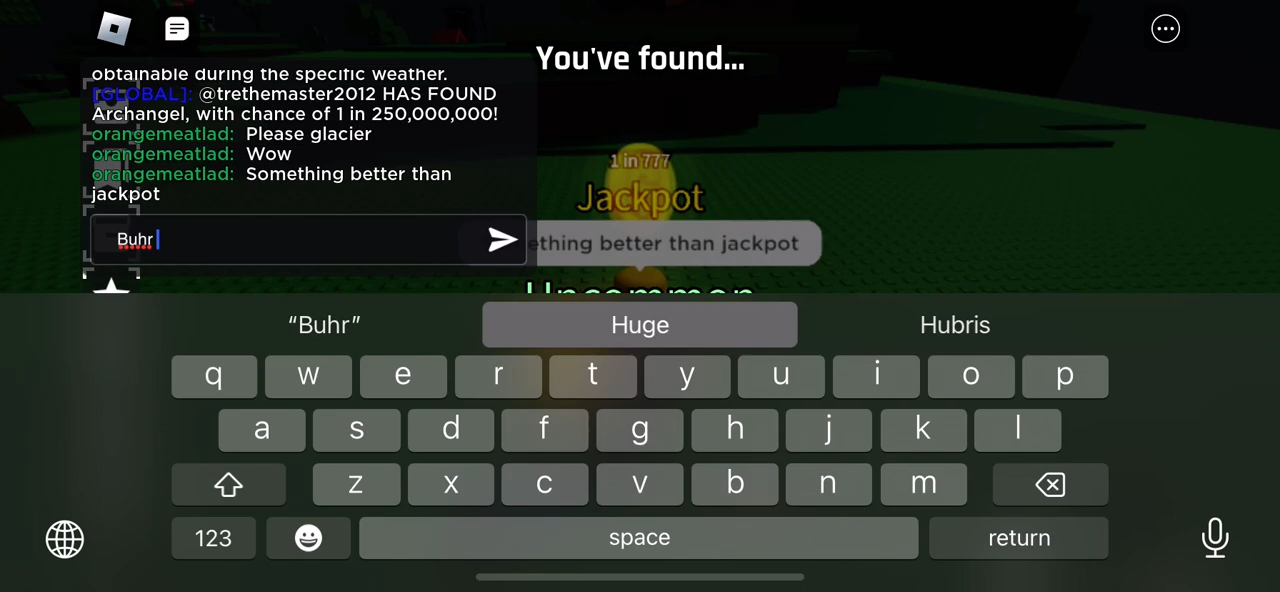 You've found...
obtainable during the specific weather.
[GLOBAL]: @trethemaster2012 HAS FOUND
Archangel, with chance of 1 in 250,000,000!
orangemeatlad: Please glacier
orangemeatlad: Wow
orangemeatlad: Something better than
jackpot
Buhr
1 in 777
Jackpot
ething better than jackpot
Uncommon
“Buhr” Huge Hubris
q w e r t y u i o p
a s d f g h j k l
z x c v b n m
123 space return